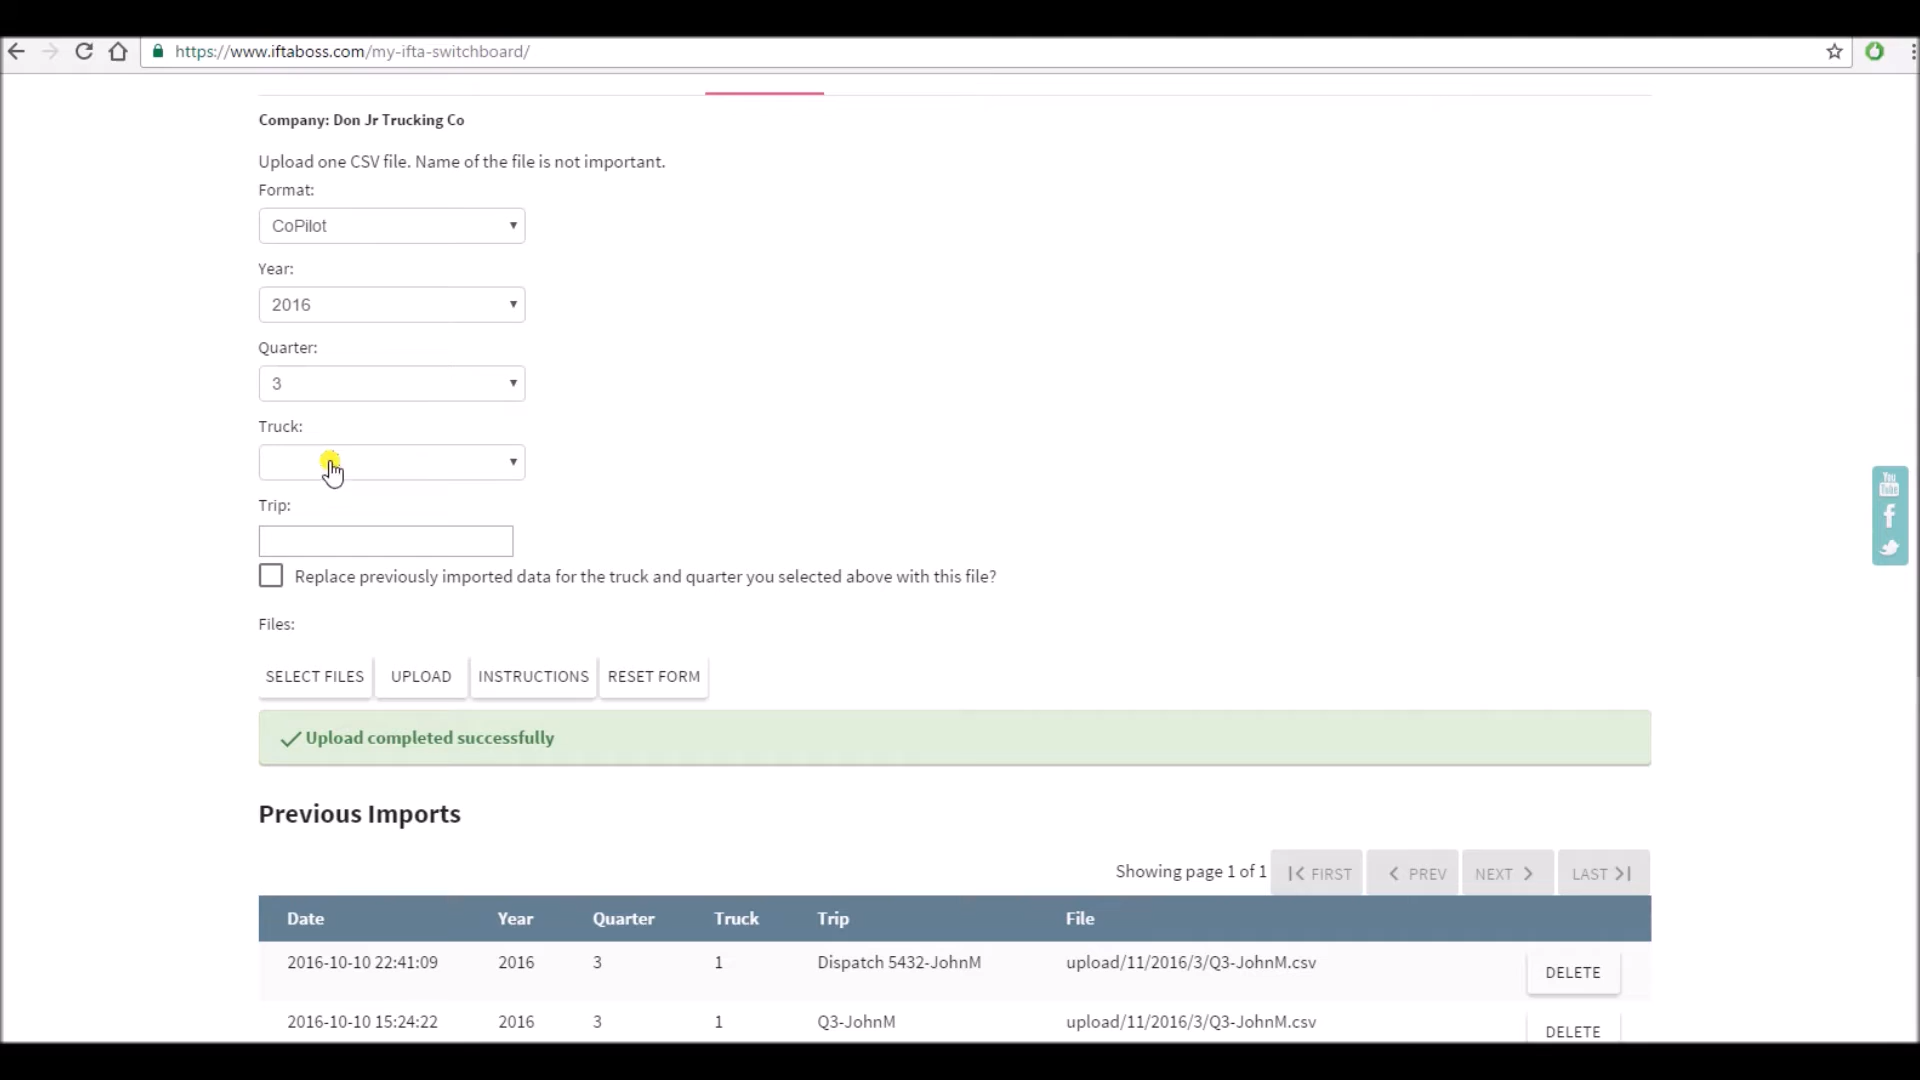 https://www.iftaboss.com/my-ifta-switchboard/
Company: Don Jr Trucking Co
Upload one CSV file. Name of the file is not important.
Format:
CoPilot
Year:
2016
Quarter:
3
Truck:
Trip:
Replace previously imported data for the truck and quarter you selected above with this file?
Files:
SELECT FILES UPLOAD INSTRUCTIONS RESET FORM
Upload completed successfully
Previous Imports
Showing page 1 of 1 FIRST PREV NEXT LAST
Date Year Quarter Truck Trip File
2016-10-10 22:41:09 2016 3 1 Dispatch 5432-JohnM upload/11/2016/3/Q3-JohnM.csv DELETE
2016-10-10 15:24:22 2016 3 1 Q3-JohnM upload/11/2016/3/Q3-JohnM.csv DELETE
You
Tube